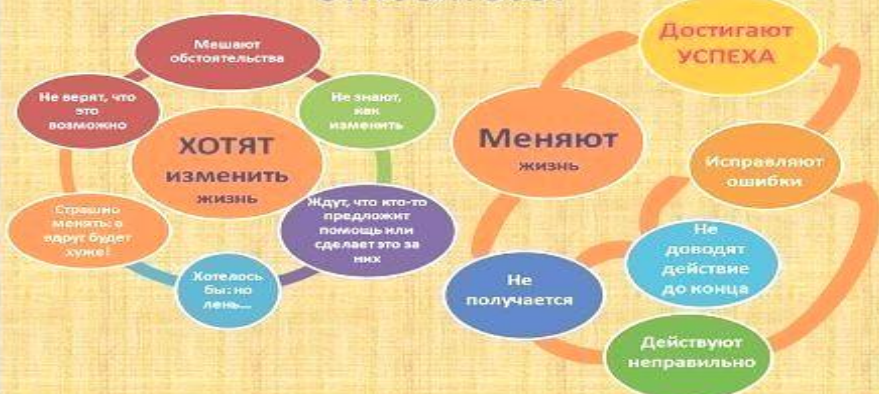 Мешают
обстоятельства
Не верят, что
это
возможно
Не знают,
как
изменить
ХОТЯТ
изменить
жизнь
Страшно
менять: а
вдруг будет
хуже!
Ждут, что кто-то
предложит
помощь или
сделает это за
них
Хотелось
бы: но
лень...
Достигают
УСПЕХА
Меняют
жизнь
Исправляют
ошибки
Не
доводят
действие
до конца
Не
получается
Действуют
неправильно